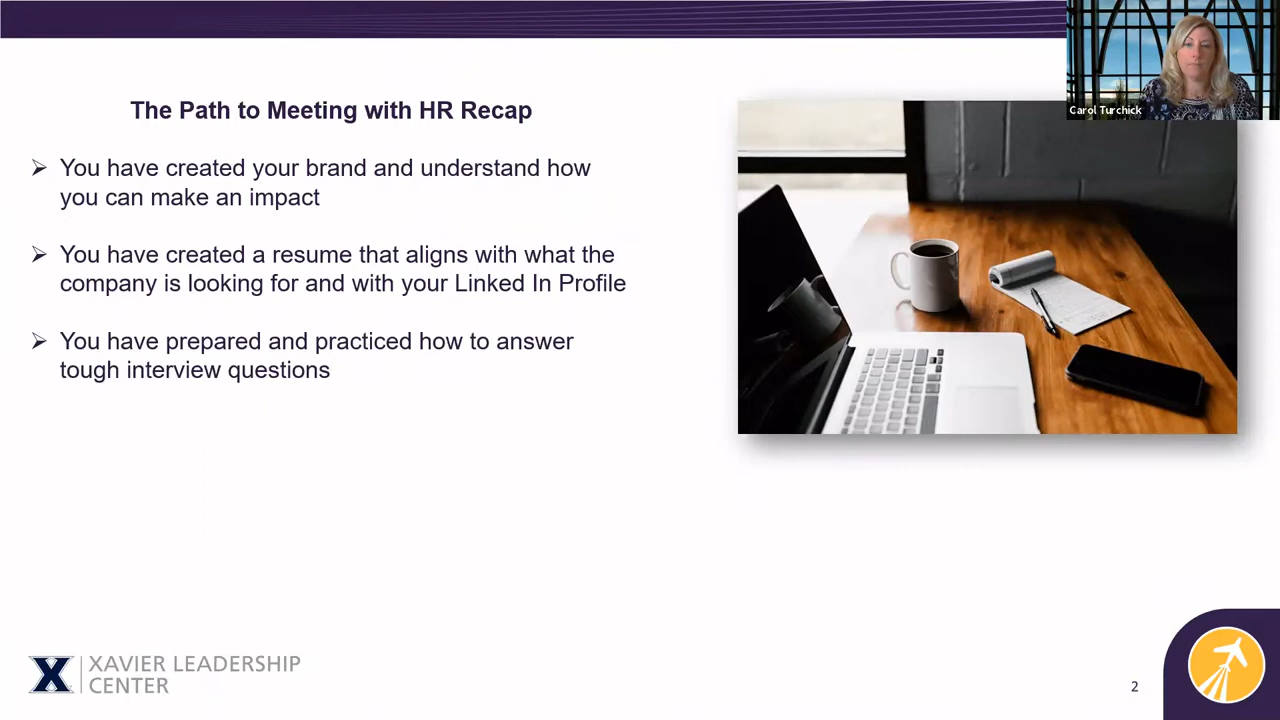 The Path to Meeting with HR Recap
➢ You have created your brand and understand how
you can make an impact
➢ You have created a resume that aligns with what the
company is looking for and with your Linked In Profile
➢ You have prepared and practiced how to answer
tough interview questions
Carol Turchick
X XAVIER LEADERSHIP
CENTER
2